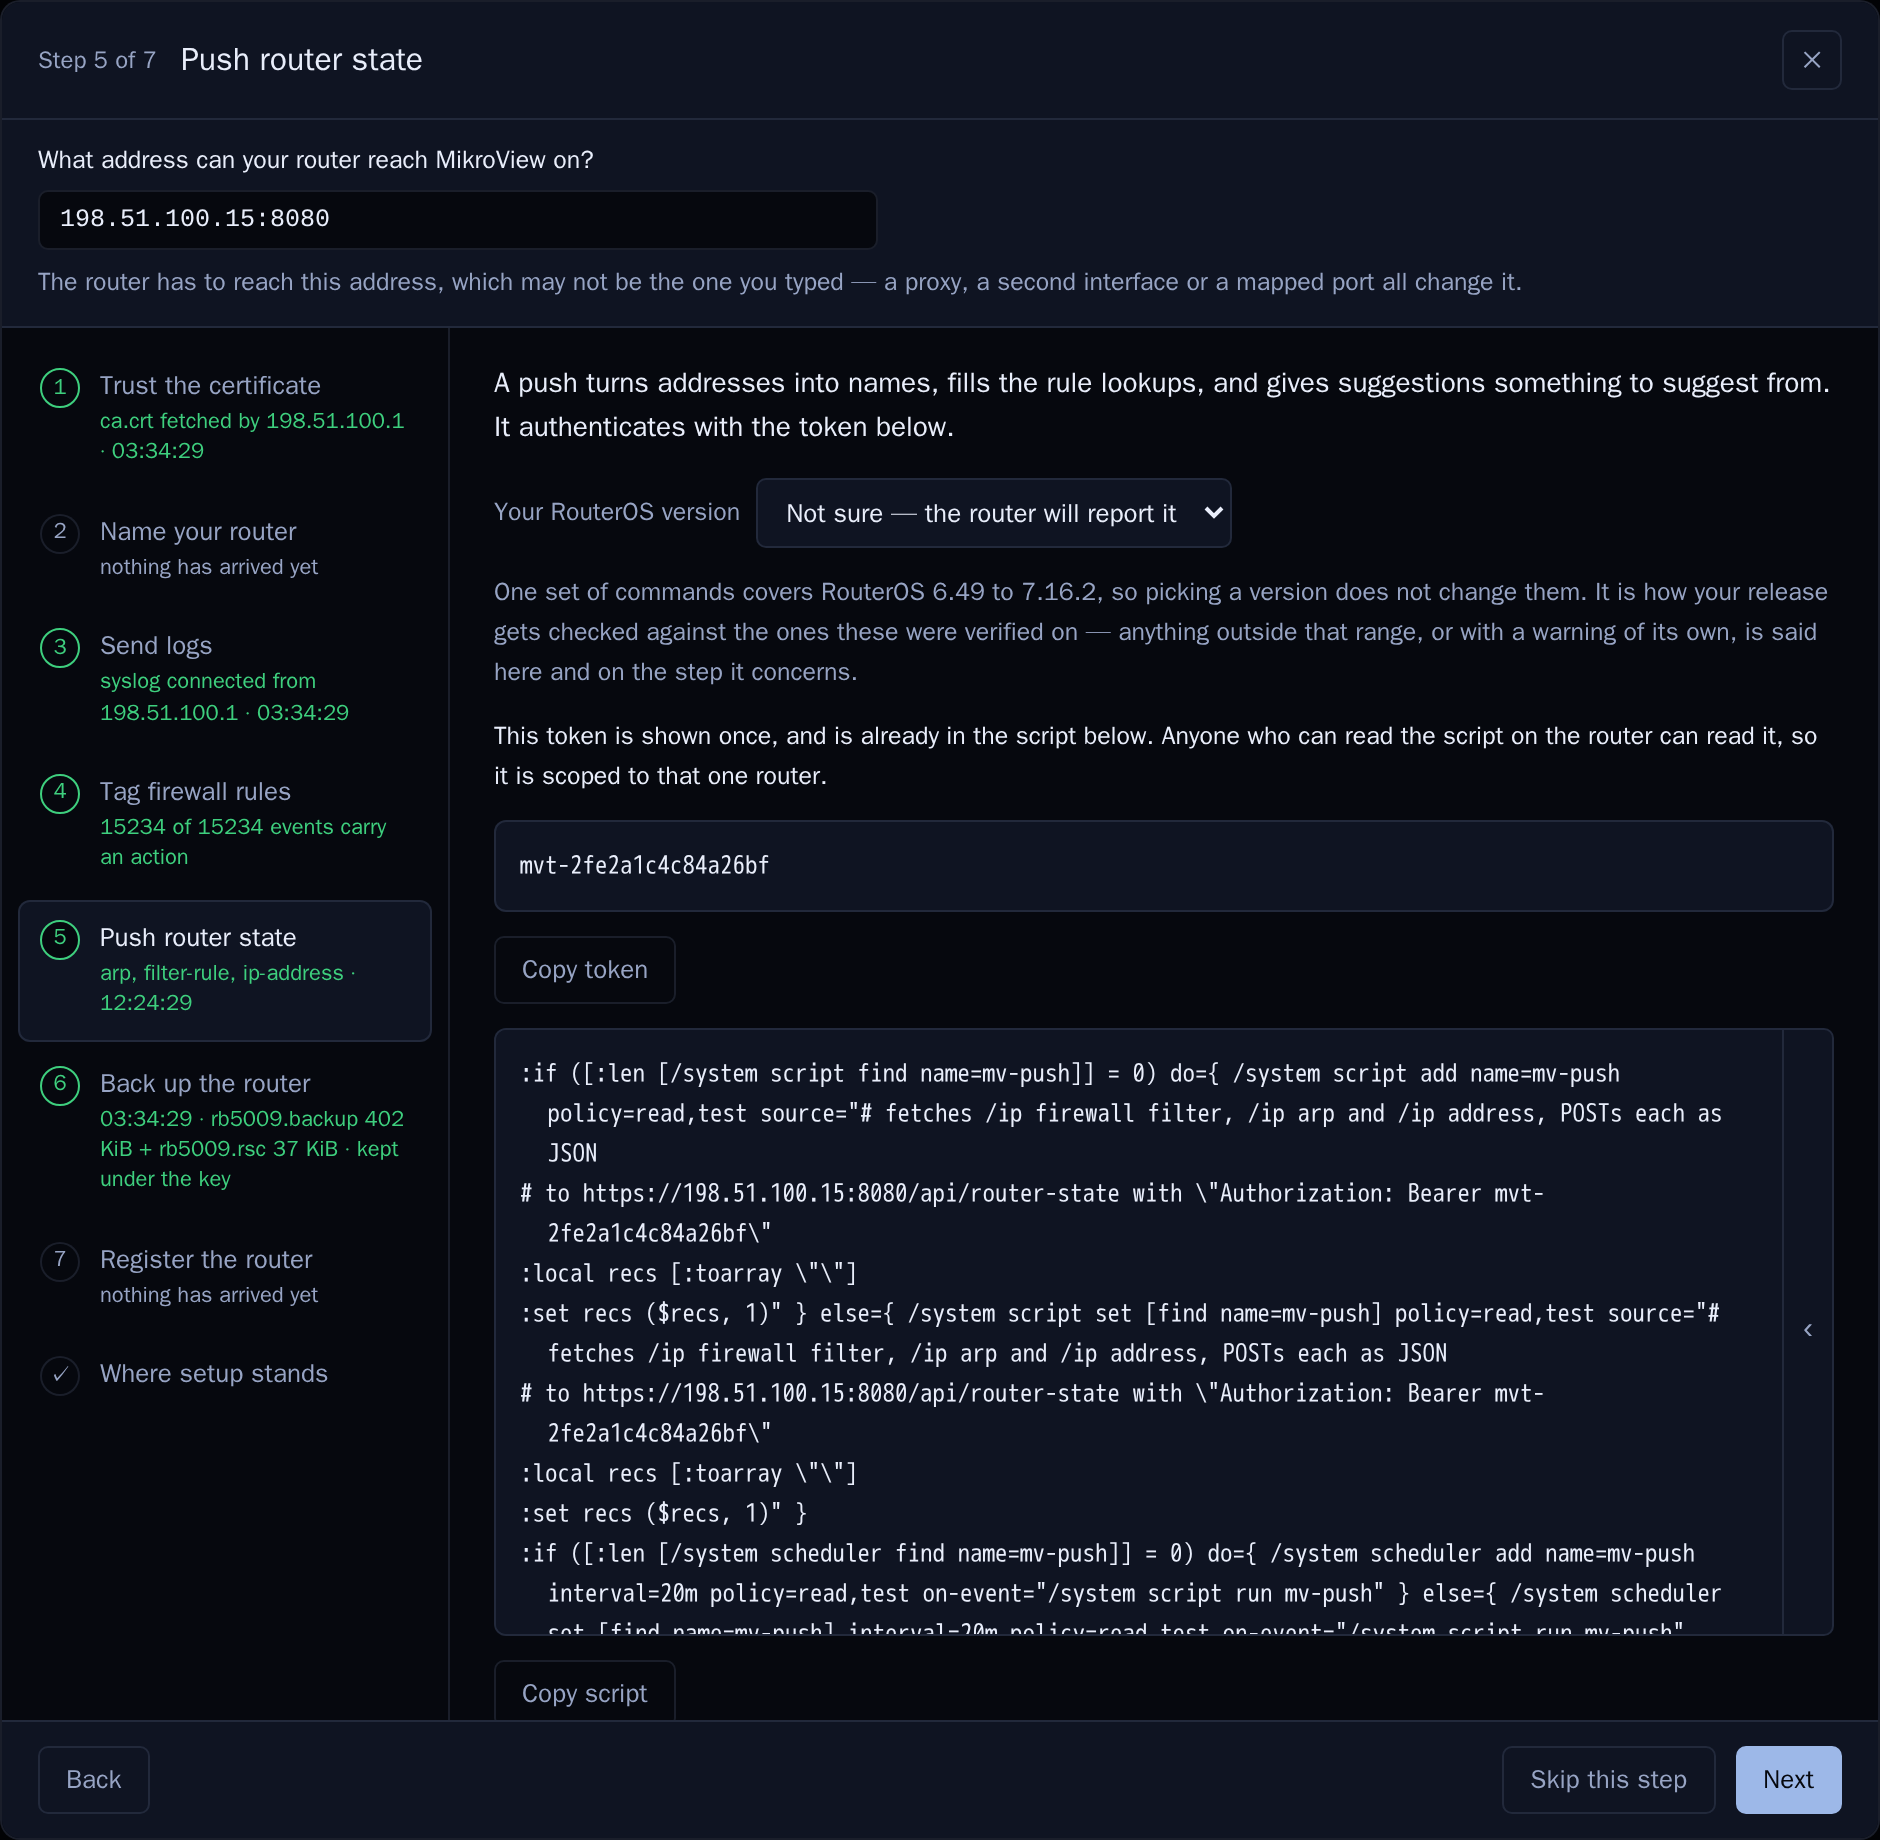 Step 5 of 7 Push router state
What address can your router reach MikroView on?
198.51.100.15:8080
The router has to reach this address, which may not be the one you typed — a proxy, a second interface or a mapped port all change it.
1 Trust the certificate
ca.crt fetched by 198.51.100.1
· 03:34:29
2 Name your router
nothing has arrived yet
3 Send logs
syslog connected from
198.51.100.1 · 03:34:29
4 Tag firewall rules
15234 of 15234 events carry
an action
5 Push router state
arp, filter-rule, ip-address ·
12:24:29
6 Back up the router
03:34:29 · rb5009.backup 402
KiB + rb5009.rsc 37 KiB · kept
under the key
7 Register the router
nothing has arrived yet
✓ Where setup stands
A push turns addresses into names, fills the rule lookups, and gives suggestions something to suggest from.
It authenticates with the token below.
Your RouterOS version Not sure — the router will report it
One set of commands covers RouterOS 6.49 to 7.16.2, so picking a version does not change them. It is how your release
gets checked against the ones these were verified on — anything outside that range, or with a warning of its own, is said
here and on the step it concerns.
This token is shown once, and is already in the script below. Anyone who can read the script on the router can read it, so
it is scoped to that one router.
mvt-2fe2a1c4c84a26bf
Copy token
:if ([:len [/system script find name=mv-push]] = 0) do={ /system script add name=mv-push
policy=read,test source="# fetches /ip firewall filter, /ip arp and /ip address, POSTs each as
JSON
# to https://198.51.100.15:8080/api/router-state with \"Authorization: Bearer mvt-
2fe2a1c4c84a26bf\"
:local recs [:toarray \"\"]
:set recs ($recs, 1)" } else={ /system script set [find name=mv-push] policy=read,test source="#
fetches /ip firewall filter, /ip arp and /ip address, POSTs each as JSON
# to https://198.51.100.15:8080/api/router-state with \"Authorization: Bearer mvt-
2fe2a1c4c84a26bf\"
:local recs [:toarray \"\"]
:set recs ($recs, 1)" }
:if ([:len [/system scheduler find name=mv-push]] = 0) do={ /system scheduler add name=mv-push
interval=20m policy=read,test on-event="/system script run mv-push" } else={ /system scheduler
set [find name=mv-push] interval=20m policy=read,test on-event="/system script run mv-push"
Copy script
Back
Skip this step
Next